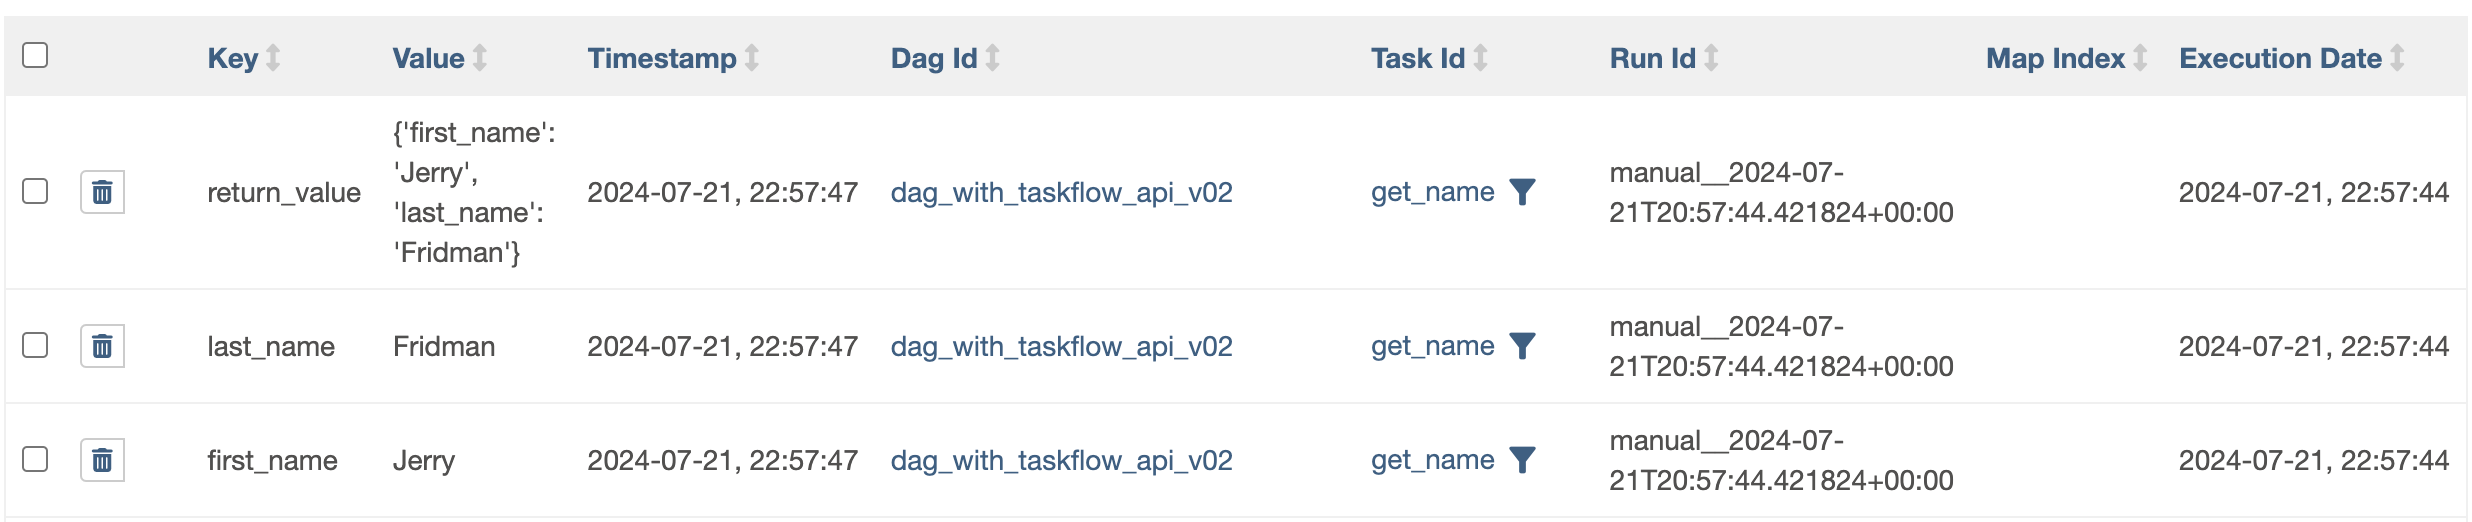 Key Value Timestamp Dag Id Task Id Run Id Map Index Execution Date
return_value
{'first_name':
'Jerry',
'last_name':
'Fridman'}
2024-07-21, 22:57:47
dag_with_taskflow_api_v02
get_name
manual__2024-07-
21T20:57:44.421824+00:00
2024-07-21, 22:57:44
last_name
Fridman
2024-07-21, 22:57:47
dag_with_taskflow_api_v02
get_name
manual__2024-07-
21T20:57:44.421824+00:00
2024-07-21, 22:57:44
first_name
Jerry
2024-07-21, 22:57:47
dag_with_taskflow_api_v02
get_name
manual__2024-07-
21T20:57:44.421824+00:00
2024-07-21, 22:57:44